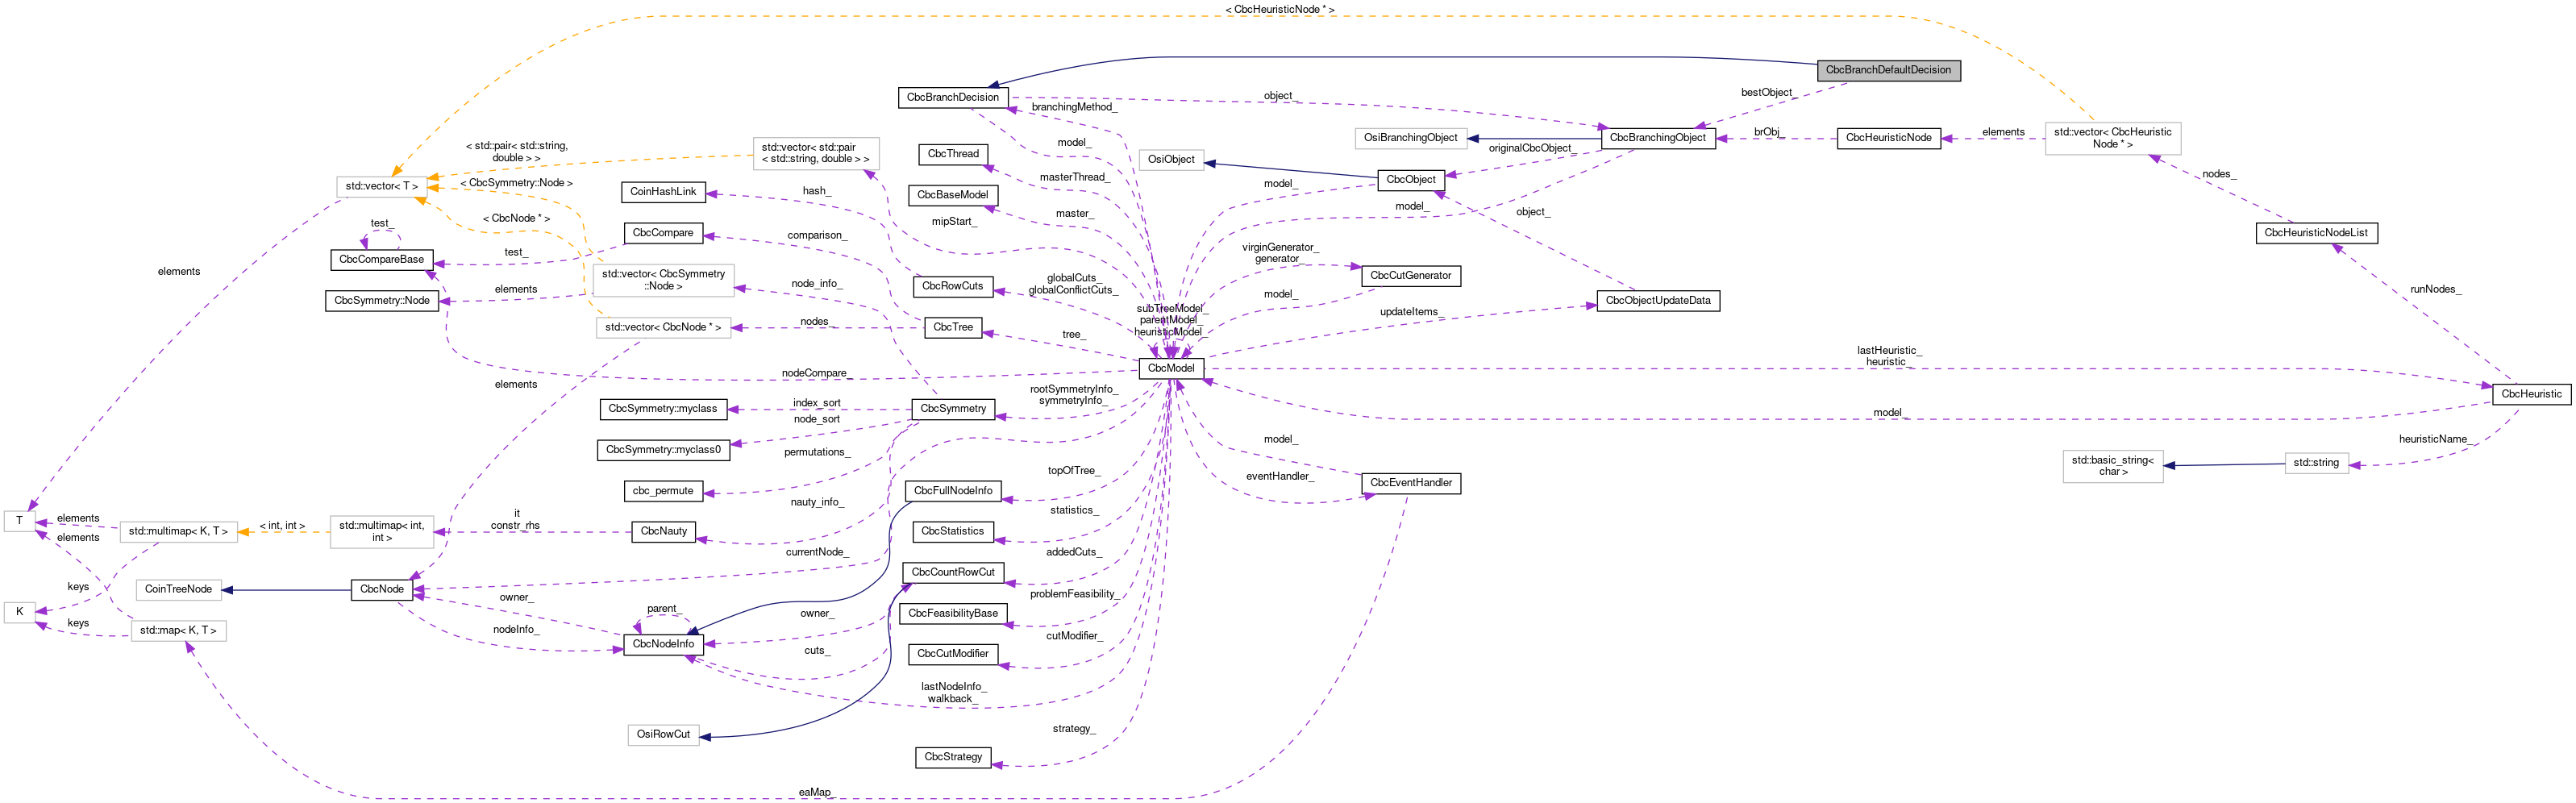 < CbcHeuristicNode * >
CbcBranchDefaultDecision
CbcBranchDecision
object_
bestObject_
branchingMethod_
OsiBranchingObject
CbcBranchingObject
brObj_
CbcHeuristicNode
elements
std::vector< CbcHeuristic
Node * >
< std::pair< std::string,
double > >
std::vector< std::pair
< std::string, double > >
CbcThread
model_
originalCbcObject_
OsiObject
CbcObject
std::vector< T >
< CbcSymmetry::Node >
CoinHashLink
hash_
CbcBaseModel
masterThread_
model_
nodes_
model_
object_
< CbcNode * >
mipStart_
master_
test_
CbcCompare
comparison_
CbcHeuristicNodeList
CbcCompareBase
test_
virginGenerator_
generator_
elements
std::vector< CbcSymmetry
::Node >
node_info_
CbcRowCuts
globalCuts_
globalConflictCuts_
CbcCutGenerator
model_
runNodes_
CbcSymmetry::Node
elements
CbcObjectUpdateData
std::vector< CbcNode * >
nodes_
CbcTree
tree_
subTreeModel_
parentModel_
heuristicModel_
updateItems_
CbcModel
lastHeuristic_
heuristic_
nodeCompare_
elements
rootSymmetryInfo_
symmetryInfo_
CbcHeuristic
CbcSymmetry::myclass
index_sort
CbcSymmetry
model_
node_sort
CbcSymmetry::myclass0
permutations_
model_
heuristicName_
std::basic_string<
char >
std::string
topOfTree_
eventHandler_
CbcEventHandler
cbc_permute
CbcFullNodeInfo
nauty_info_
statistics_
T
elements
std::multimap< K, T >
< int, int >
std::multimap< int,
int >
it
constr_rhs
CbcNauty
CbcStatistics
elements
currentNode_
addedCuts_
CbcCountRowCut
keys
CoinTreeNode
CbcNode
owner_
problemFeasibility_
K
keys
std::map< K, T >
parent_
owner_
CbcFeasibilityBase
nodeInfo_
CbcNodeInfo
cuts_
cutModifier_
CbcCutModifier
lastNodeInfo_
walkback_
OsiRowCut
strategy_
CbcStrategy
eaMap_